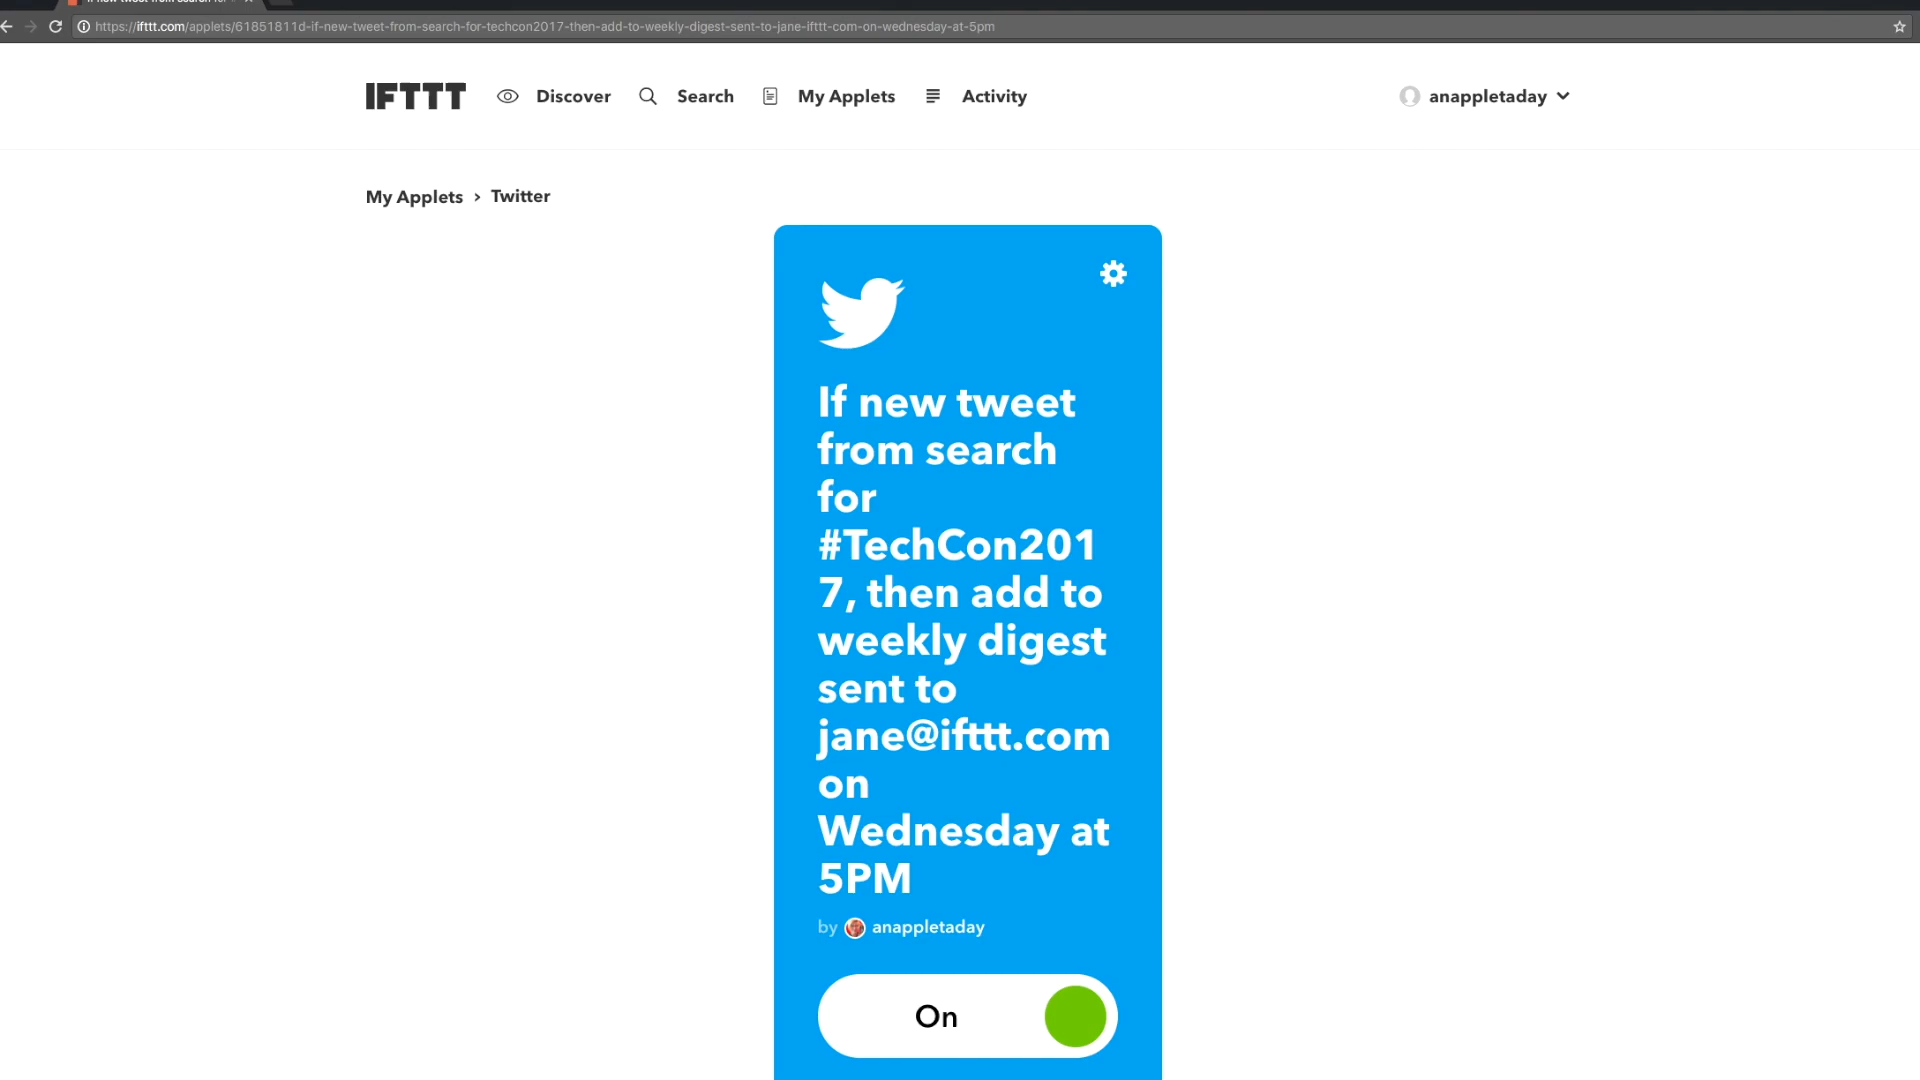 https://ifttt.com/applets/61851811d-if-new-tweet-from-search-for-techcon2017-then-add-to-weekly-digest-sent-to-jane-ifttt-com-on-wednesday-at-5pm
IFTTT Discover Search My Applets Activity anappletaday
My Applets › Twitter
If new tweet
from search
for
#TechCon201
7, then add to
weekly digest
sent to
jane@ifttt.com
on
Wednesday at
5PM
by anappletaday
On